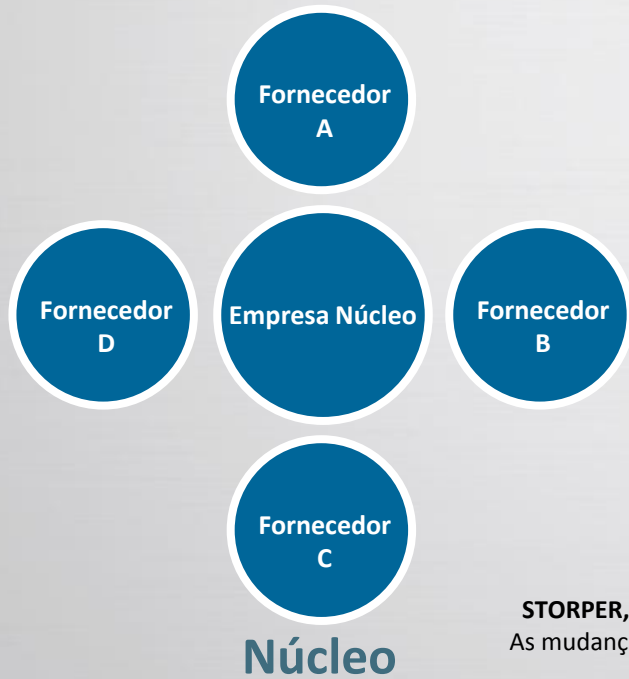 Fornecedor
A
Fornecedor
D
Empresa Núcleo
Fornecedor
B
Fornecedor
C
Núcleo
STORPER,
As mudanç